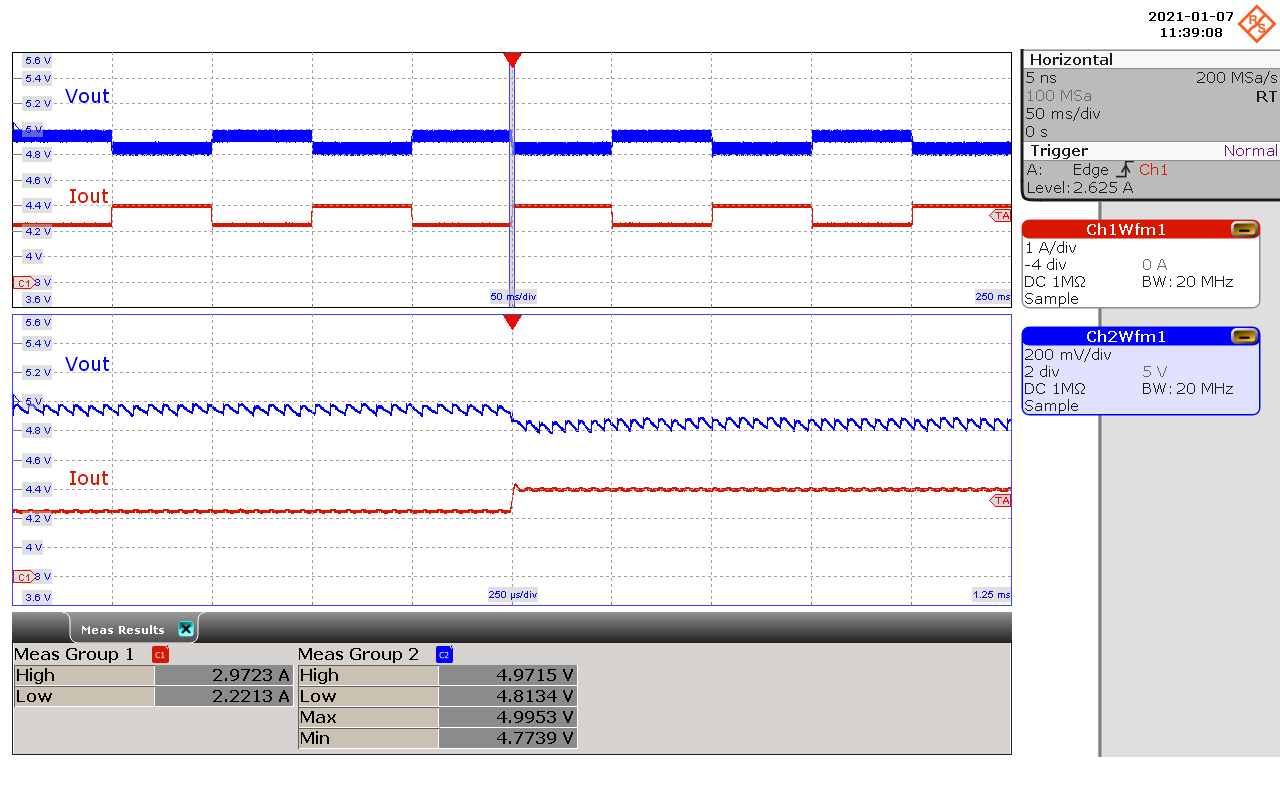 2021-01-07
11:39:08
R&S
Horizontal
5 ns 200 MSa/s
100 MSa RT
50 ms/div
0 s
Trigger Normal
A: Edge Ch1
Level: 2.625 A
Ch1Wfm1
1 A/div
-4 div 0 A
DC 1MΩ BW: 20 MHz
Sample
Ch2Wfm1
200 mV/div
2 div 5 V
DC 1MΩ BW: 20 MHz
Sample
5.6 V
5.4 V
Vout
5.2 V
5 V
4.8 V
4.6 V
Iout
4.4 V
TA
4.2 V
4 V
C1 8 V
3.6 V
50 ms/div
250 ms
5.6 V
5.4 V
Vout
5.2 V
5 V
4.8 V
4.6 V
Iout
4.4 V
TA
4.2 V
4 V
C1 8 V
3.6 V
250 µs/div
1.25 ms
Meas Results
Meas Group 1 C1
High 2.9723 A
Low 2.2213 A
Meas Group 2 C2
High 4.9715 V
Low 4.8134 V
Max 4.9953 V
Min 4.7739 V